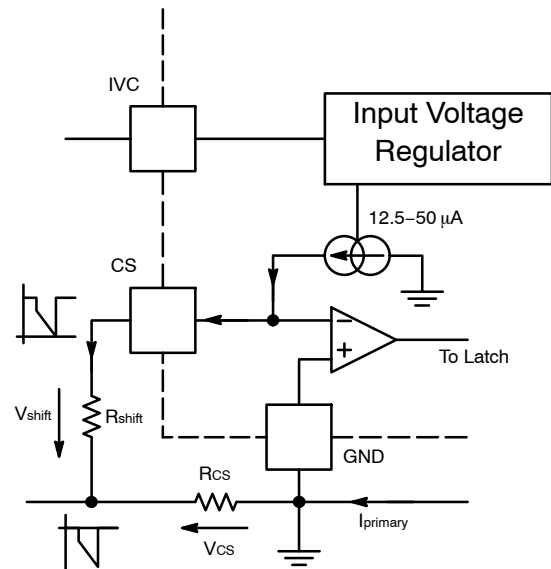 IVC
Input Voltage
Regulator
12.5–50 μA
CS
−
+
To Latch
Vshift
Rshift
GND
RCS
Iprimary
VCS